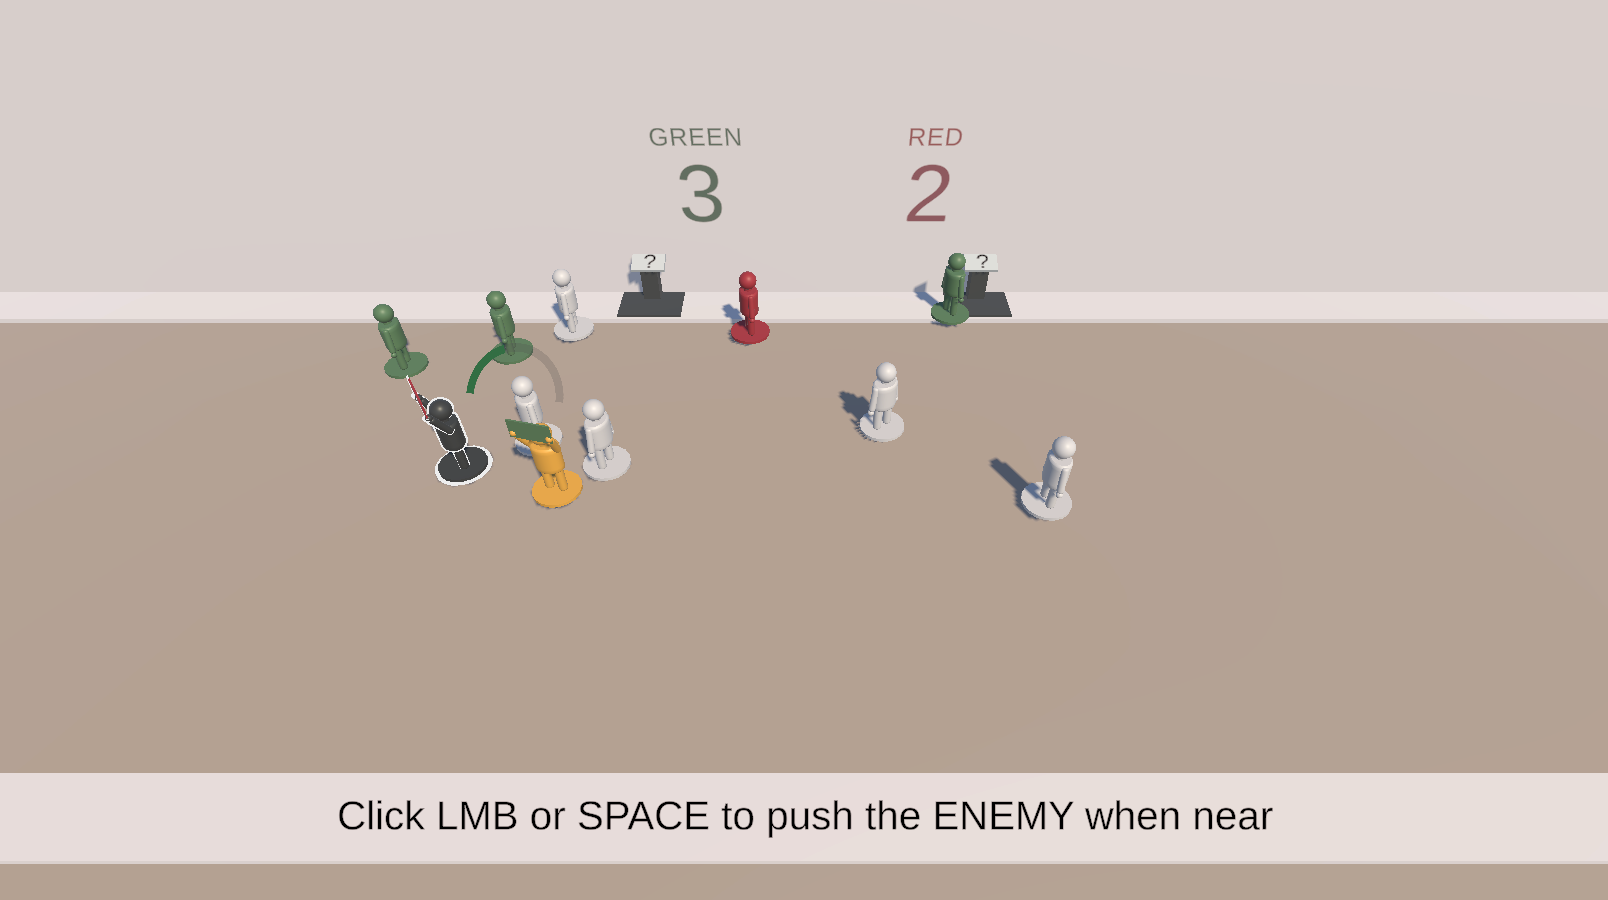 GREEN RED
3 2
? ?
Click LMB or SPACE to push the ENEMY when near